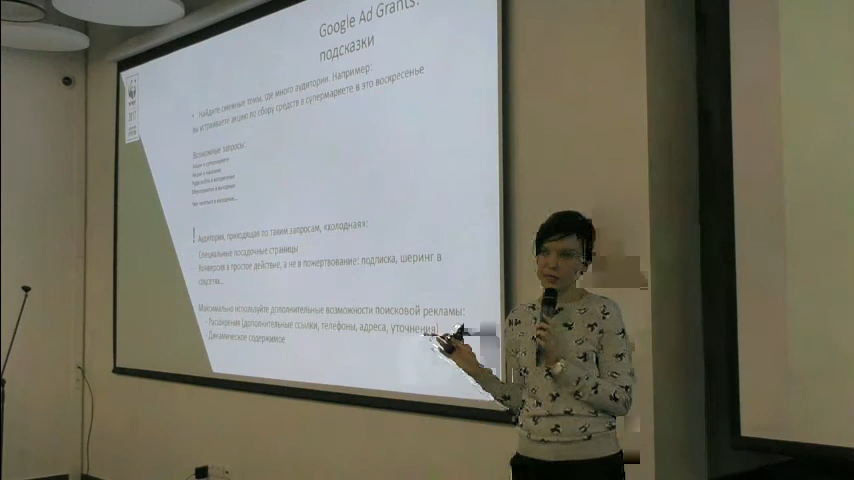 Google Ad Grants:
подсказки
• Найдите смежные темы, где много аудитории. Например:
вы устраиваете акцию по сбору средств в супермаркете в это воскресенье
Возможные запросы:
! Аудитория, приходящая по таким запросам, «холодная»:
Специальные посадочные страницы
Конверсия в простое действие, а не в пожертвование: подписка, шеринг в
соцсетях...
Максимально используйте дополнительные возможности поисковой рекламы:
- Расширения (дополнительные ссылки, телефоны, адреса, уточнения)
- Динамическое содержимое
WWF